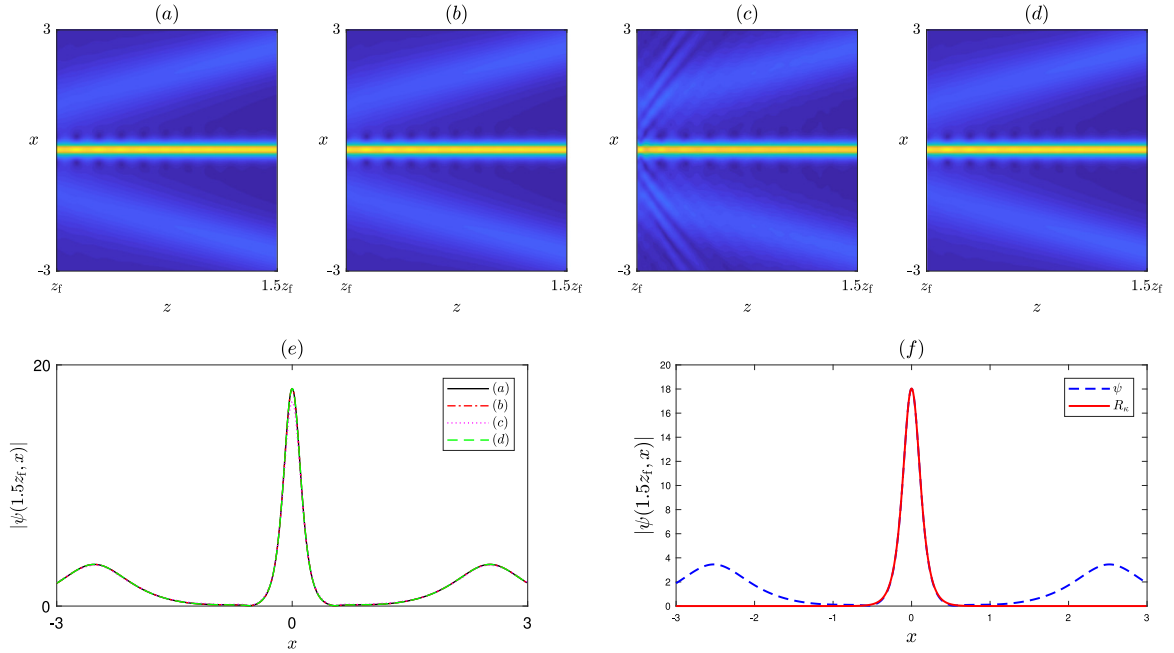 (a)
(b)
(c)
(d)
3
3
3
3
x
x
x
x
-3
-3
-3
-3
z_f
1.5z_f
z_f
1.5z_f
z_f
1.5z_f
z_f
1.5z_f
z
z
z
z
(e)
20
|ψ(1.5z_f, x)|
0
-3
0
3
x
(a)
(b)
(c)
(d)
(f)
20
18
16
14
12
10
8
6
4
2
0
|ψ(1.5z_f, x)|
-3
-2
-1
0
1
2
3
x
ψ
R_κ